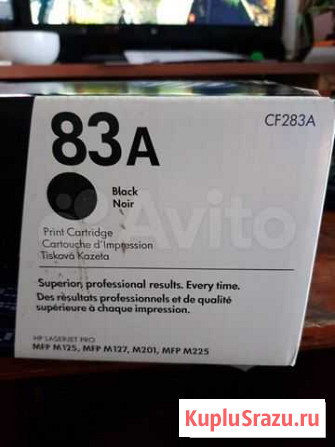 83A
CF283A
Black
Noir
Print Cartridge
Cartouche d'Impression
Tisková Kazeta
Avito
Superior, professional results. Every time.
Des résultats professionnels et de qualité
supérieure à chaque impression.
HP LASERJET PRO
MFP M125, MFP M127, M201, MFP M225
KupluSrazu.ru